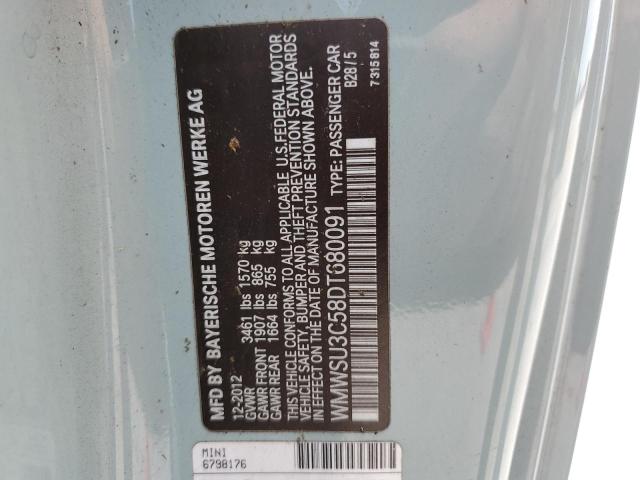 MFD BY BAYERISCHE MOTOREN WERKE AG
12-2012
GVWR 3461 lbs 1570 kg
GAWR FRONT 1907 lbs 865 kg
GAWR REAR 1664 lbs 755 kg
THIS VEHICLE CONFORMS TO ALL APPLICABLE U.S.FEDERAL MOTOR
VEHICLE SAFETY, BUMPER AND THEFT PREVENTION STANDARDS
IN EFFECT ON THE DATE OF MANUFACTURE SHOWN ABOVE.
WMWSU3C58DT680091 TYPE: PASSENGER CAR
B28/5
7315814
MINI
6798176